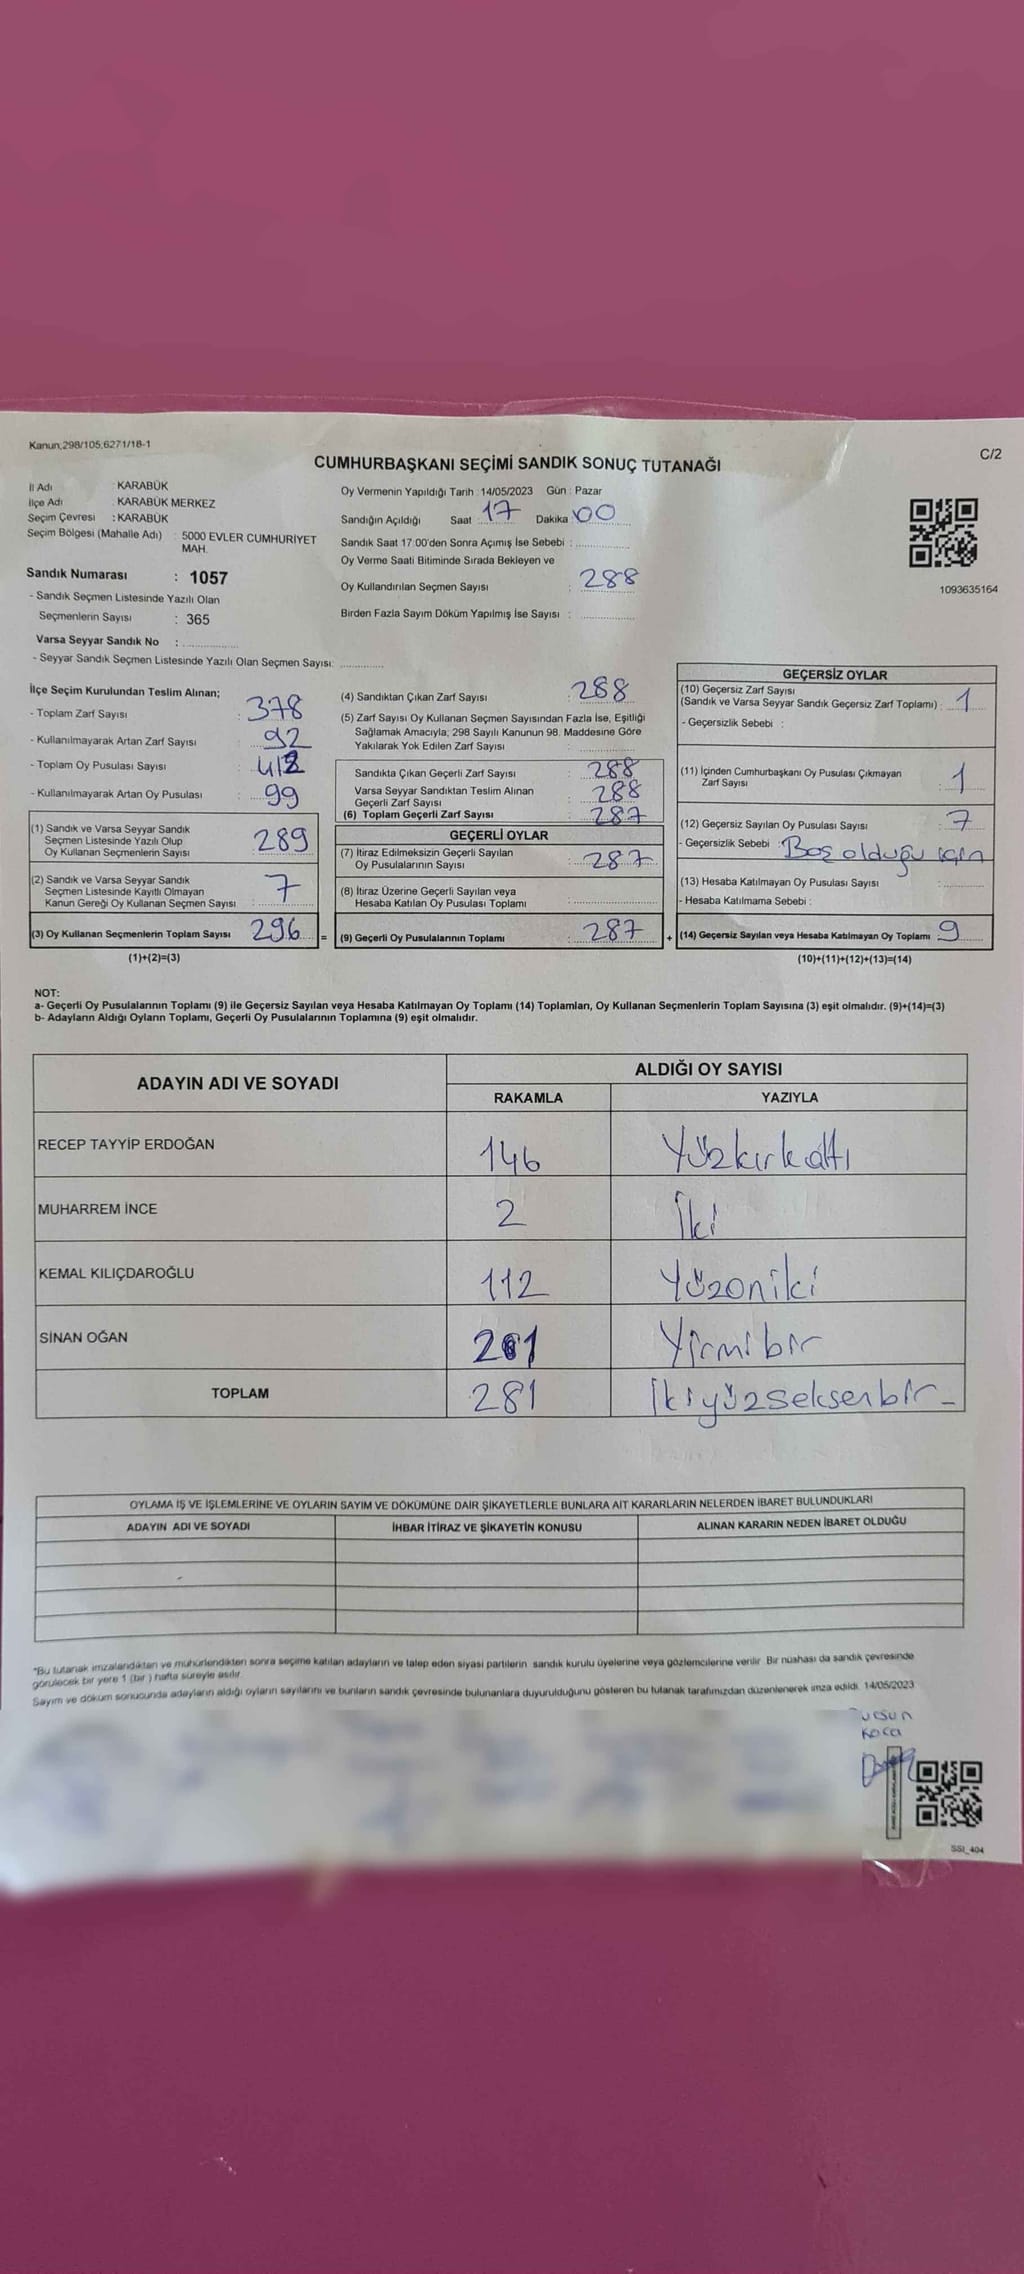 Kanun;298/105,6271/18-1
C/2
CUMHURBAŞKANI SEÇİMİ SANDIK SONUÇ TUTANAĞI
İl Adı : KARABÜK
İlçe Adı : KARABÜK MERKEZ
Seçim Çevresi : KARABÜK
Seçim Bölgesi (Mahalle Adı) : 5000 EVLER CUMHURİYET
MAH.
Sandık Numarası : 1057
- Sandık Seçmen Listesinde Yazılı Olan
Seçmenlerin Sayısı : 365
Varsa Seyyar Sandık No :
- Seyyar Sandık Seçmen Listesinde Yazılı Olan Seçmen Sayısı:
Oy Vermenin Yapıldığı Tarih : 14/05/2023 Gün : Pazar
Sandığın Açıldığı Saat 17 Dakika 00
Sandık Saat 17.00'den Sonra Açımış İse Sebebi :
Oy Verme Saati Bitiminde Sırada Bekleyen ve
Oy Kullandırılan Seçmen Sayısı : 288
Birden Fazla Sayım Döküm Yapılmış İse Sayısı :
1093635164
İlçe Seçim Kurulundan Teslim Alınan;
- Toplam Zarf Sayısı : 378
- Kullanılmayarak Artan Zarf Sayısı : 92
- Toplam Oy Pusulası Sayısı :
- Kullanılmayarak Artan Oy Pusulası : 99
(1) Sandık ve Varsa Seyyar Sandık
Seçmen Listesinde Yazılı Olup
Oy Kullanan Seçmenlerin Sayısı : 289
(2) Sandık ve Varsa Seyyar Sandık
Seçmen Listesinde Kayıtlı Olmayan
Kanun Gereği Oy Kullanan Seçmen Sayısı : 7
(3) Oy Kullanan Seçmenlerin Toplam Sayısı 296 =
(1)+(2)=(3)
(4) Sandıktan Çıkan Zarf Sayısı : 288
(5) Zarf Sayısı Oy Kullanan Seçmen Sayısından Fazla İse, Eşitliği
Sağlamak Amacıyla, 298 Sayılı Kanunun 98. Maddesine Göre
Yakılarak Yok Edilen Zarf Sayısı :
Sandıkta Çıkan Geçerli Zarf Sayısı : 288
Varsa Seyyar Sandıktan Teslim Alınan
Geçerli Zarf Sayısı : 288
(6) Toplam Geçerli Zarf Sayısı : 287
GEÇERLİ OYLAR
(7) İtiraz Edilmeksizin Geçerli Sayılan
Oy Pusulalarının Sayısı : 287
(8) İtiraz Üzerine Geçerli Sayılan veya
Hesaba Katılan Oy Pusulası Toplamı :
(9) Geçerli Oy Pusulalarının Toplamı : 287 +
GEÇERSİZ OYLAR
(10) Geçersiz Zarf Sayısı
(Sandık ve Varsa Seyyar Sandık Geçersiz Zarf Toplamı) : 1
- Geçersizlik Sebebi :
(11) İçinden Cumhurbaşkanı Oy Pusulası Çıkmayan
Zarf Sayısı : 1
(12) Geçersiz Sayılan Oy Pusulası Sayısı : 7
- Geçersizlik Sebebi : Boş olduğu için
(13) Hesaba Katılmayan Oy Pusulası Sayısı :
- Hesaba Katılmama Sebebi :
(14) Geçersiz Sayılan veya Hesaba Katılmayan Oy Toplamı 9
(10)+(11)+(12)+(13)=(14)
NOT:
a- Geçerli Oy Pusulalarının Toplamı (9) ile Geçersiz Sayılan veya Hesaba Katılmayan Oy Toplamı (14) Toplamları, Oy Kullanan Seçmenlerin Toplam Sayısına (3) eşit olmalıdır. (9)+(14)=(3)
b- Adayların Aldığı Oyların Toplamı, Geçerli Oy Pusulalarının Toplamına (9) eşit olmalıdır.
ADAYIN ADI VE SOYADI ALDIĞI OY SAYISI
RAKAMLA YAZIYLA
RECEP TAYYİP ERDOĞAN 146 Yüzkırkaltı
MUHARREM İNCE 2 İki
KEMAL KILIÇDAROĞLU 112 Yüzoniki
SİNAN OĞAN Yirmibir
TOPLAM 281 İkiyüzseksenbir
OYLAMA İŞ VE İŞLEMLERİNE VE OYLARIN SAYIM VE DÖKÜMÜNE DAİR ŞİKAYETLERLE BUNLARA AİT KARARLARIN NELERDEN İBARET BULUNDUKLARI
ADAYIN ADI VE SOYADI İHBAR İTİRAZ VE ŞİKAYETİN KONUSU ALINAN KARARIN NEDEN İBARET OLDUĞU
*Bu tutanak imzalandıktan ve mühürlendikten sonra seçime katılan adayların ve talep eden siyasi partilerin sandık kurulu üyelerine veya gözlemcilerine verilir. Bir nüshası da sandık çevresinde
görülecek bir yere 1 (bir) hafta süreyle asılır.
Sayım ve döküm sonucunda adayların aldığı oyların sayılarını ve bunların sandık çevresinde bulunanlara duyurulduğunu gösteren bu tutanak tarafımızdan düzenlenerek imza edildi. 14/05/2023
Koca
SSI_404